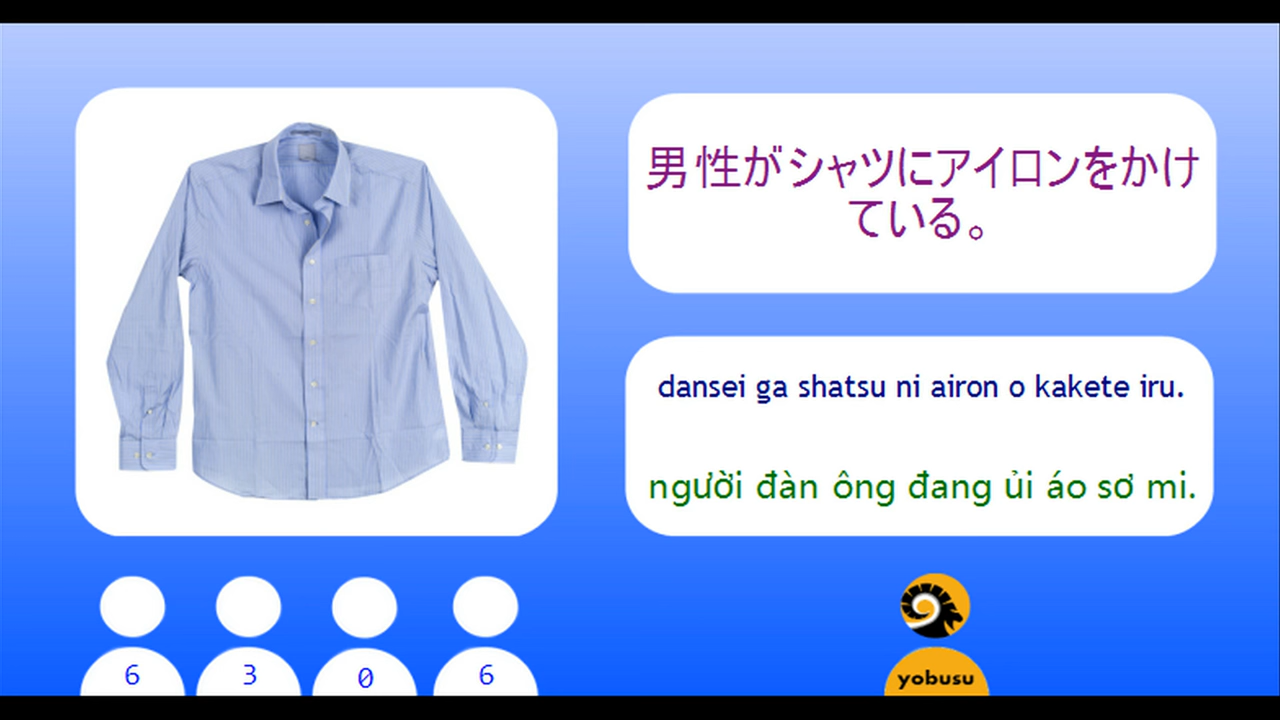 男性がシャツにアイロンをかけ
ている。
dansei ga shatsu ni airon o kakete iru.
người đàn ông đang ủi áo sơ mi.
6 3 0 6
yobusu